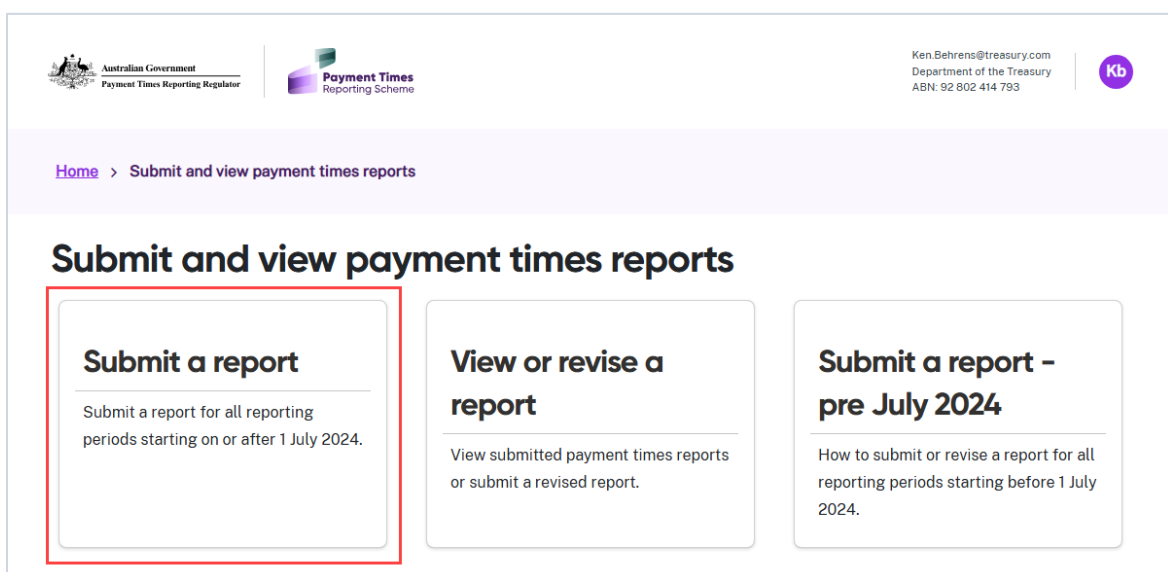 Australian Government
Payment Times Reporting Regulator
Payment Times
Reporting Scheme
Ken.Behrens@treasury.com
Department of the Treasury
ABN: 92 802 414 793
Kb
Home > Submit and view payment times reports
Submit and view payment times reports
Submit a report
Submit a report for all reporting
periods starting on or after 1 July 2024.
View or revise a
report
View submitted payment times reports
or submit a revised report.
Submit a report -
pre July 2024
How to submit or revise a report for all
reporting periods starting before 1 July
2024.